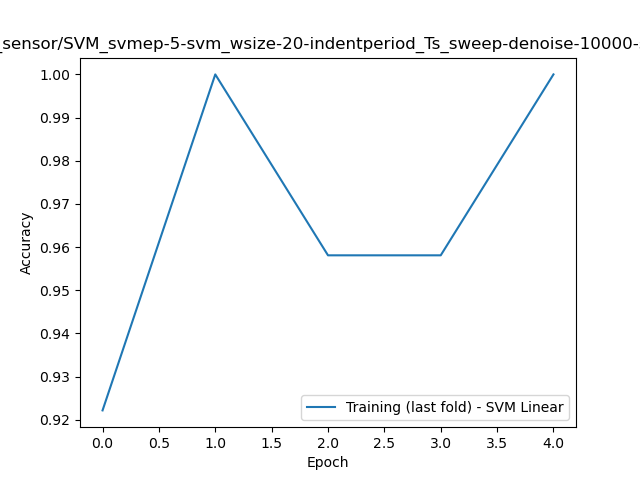 _sensor/SVM_svmep-5-svm_wsize-20-indentperiod_Ts_sweep-denoise-10000-
1.00
0.99
0.98
0.97
0.96
0.95
0.94
0.93
0.92
Accuracy
Training (last fold) - SVM Linear
0.0 0.5 1.0 1.5 2.0 2.5 3.0 3.5 4.0
Epoch